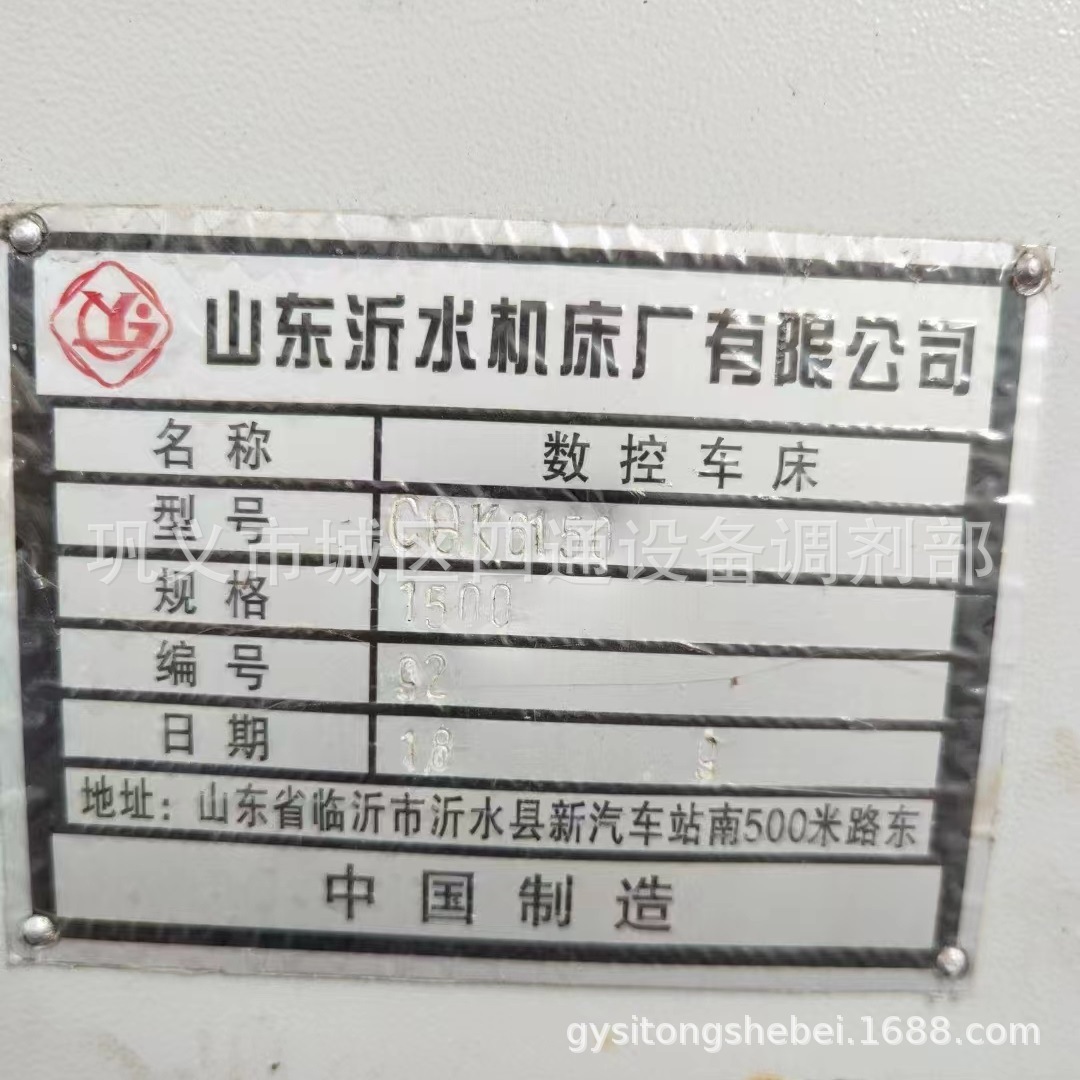 山东沂水机床厂有限公司
名称 数控车床
型号
规格 1500
编号 92
日期 18 9
地址：山东省临沂市沂水县新汽车站南500米路东
中国制造
巩义市城区四通设备调剂部
gysitongshebei.1688.com